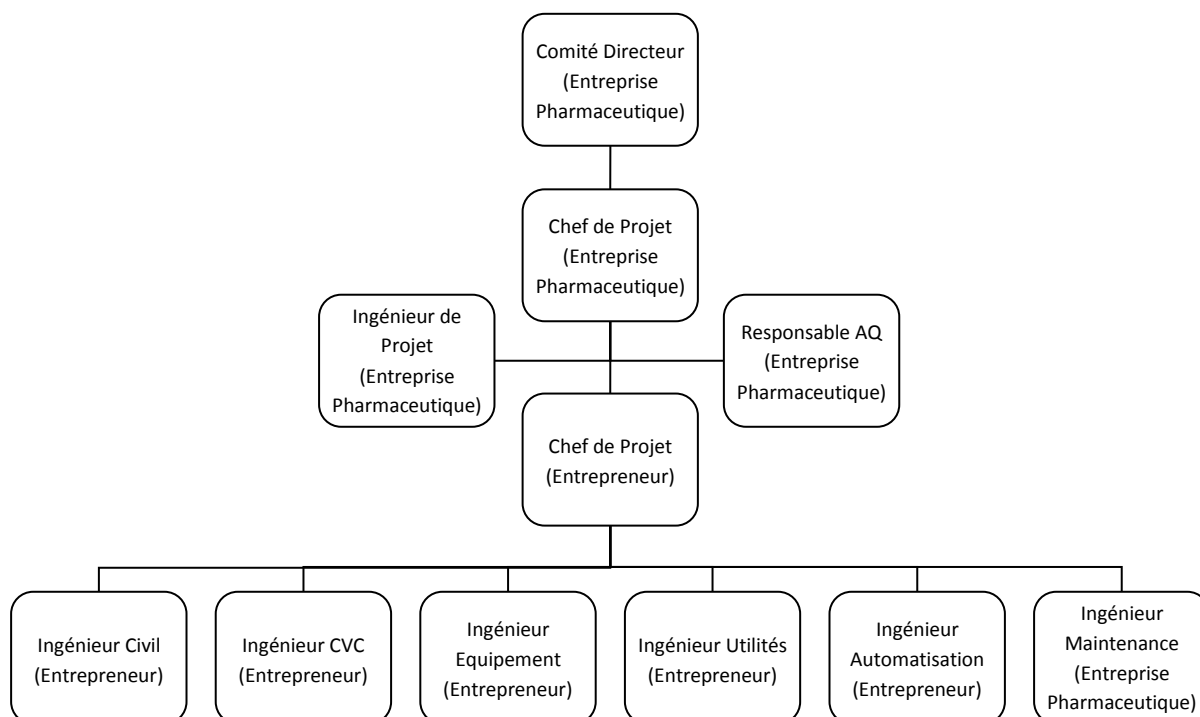 Comité Directeur
(Entreprise
Pharmaceutique)
Chef de Projet
(Entreprise
Pharmaceutique)
Ingénieur de
Projet
(Entreprise
Pharmaceutique)
Responsable AQ
(Entreprise
Pharmaceutique)
Chef de Projet
(Entrepreneur)
Ingénieur Civil
(Entrepreneur)
Ingénieur CVC
(Entrepreneur)
Ingénieur
Equipement
(Entrepreneur)
Ingénieur Utilités
(Entrepreneur)
Ingénieur
Automatisation
(Entrepreneur)
Ingénieur
Maintenance
(Entreprise
Pharmaceutique)